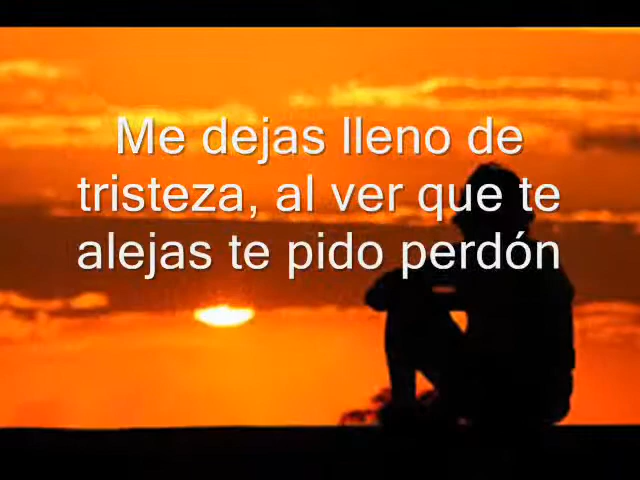 Me dejas lleno de
tristeza, al ver que te
alejas te pido perdón